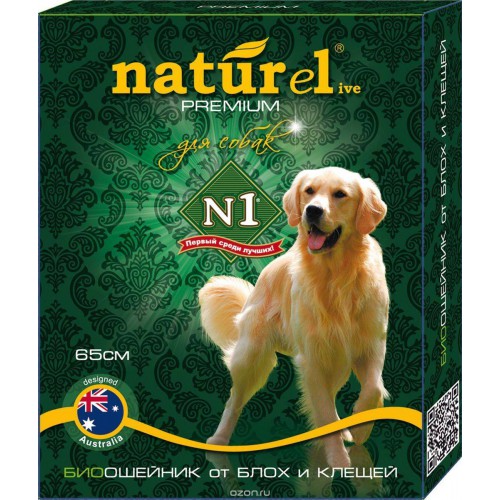 naturel ive®
PREMIUM
для собак
N1®
Первый среди лучших!
65см
designed
Australia
БИООШЕЙНИК от БЛОХ и КЛЕЩЕЙ
БИООШЕЙНИК ОТ БЛОХ И КЛЕЩЕЙ
ozon.ru